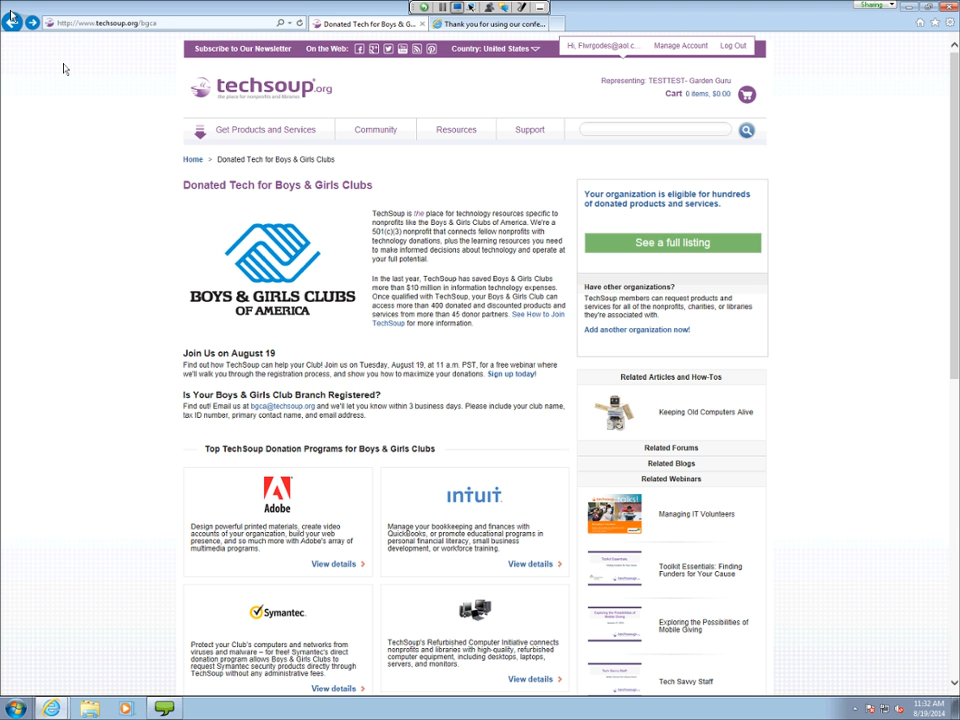 Sharing
http://www.techsoup.org/bgca
Donated Tech for Boys & G...
Thank you for using our confe...
Subscribe to Our Newsletter
On the Web:
Country: United States
Hi, Flwrgodes@aol.c...
Manage Account
Log Out
techsoup.org
the place for nonprofits and libraries
Representing: TESTTEST- Garden Guru
Cart 0 items, $0.00
Get Products and Services
Community
Resources
Support
Home > Donated Tech for Boys & Girls Clubs
Donated Tech for Boys & Girls Clubs
BOYS & GIRLS CLUBS
OF AMERICA
TechSoup is the place for technology resources specific to
nonprofits like the Boys & Girls Clubs of America. We're a
501(c)(3) nonprofit that connects fellow nonprofits with
technology donations, plus the learning resources you need
to make informed decisions about technology and operate at
your full potential.
In the last year, TechSoup has saved Boys & Girls Clubs
more than $10 million in information technology expenses.
Once qualified with TechSoup, your Boys & Girls Club can
access more than 400 donated and discounted products and
services from more than 45 donor partners. See How to Join
TechSoup for more information.
Your organization is eligible for hundreds
of donated products and services.
See a full listing
Have other organizations?
TechSoup members can request products and
services for all of the nonprofits, charities, or libraries
they're associated with.
Add another organization now!
Join Us on August 19
Find out how TechSoup can help your Club! Join us on Tuesday, August 19, at 11 a.m. PST, for a free webinar where
we'll walk you through the registration process, and show you how to maximize your donations. Sign up today!
Is Your Boys & Girls Club Branch Registered?
Find out! Email us at bgca@techsoup.org and we'll let you know within 3 business days. Please include your club name,
tax ID number, primary contact name, and email address.
Top TechSoup Donation Programs for Boys & Girls Clubs
Adobe
Design powerful printed materials, create video
accounts of your organization, build your web
presence, and so much more with Adobe's array of
multimedia programs.
View details
intuit
Manage your bookkeeping and finances with
QuickBooks, or promote educational programs in
personal financial literacy, small business
development, or workforce training.
View details
Symantec.
Protect your Club's computers and networks from
viruses and malware – for free! Symantec's direct
donation program allows Boys & Girls Clubs to
request Symantec security products directly through
TechSoup without any administrative fees.
View details
TechSoup's Refurbished Computer Initiative connects
nonprofits and libraries with high-quality, refurbished
computer equipment, including desktops, laptops,
servers, and monitors.
View details
Related Articles and How-Tos
Keeping Old Computers Alive
Related Forums
Related Blogs
Related Webinars
Managing IT Volunteers
Toolkit Essentials: Finding
Funders for Your Cause
Exploring the Possibilities of
Mobile Giving
Tech Savvy Staff
11:32 AM
8/19/2014